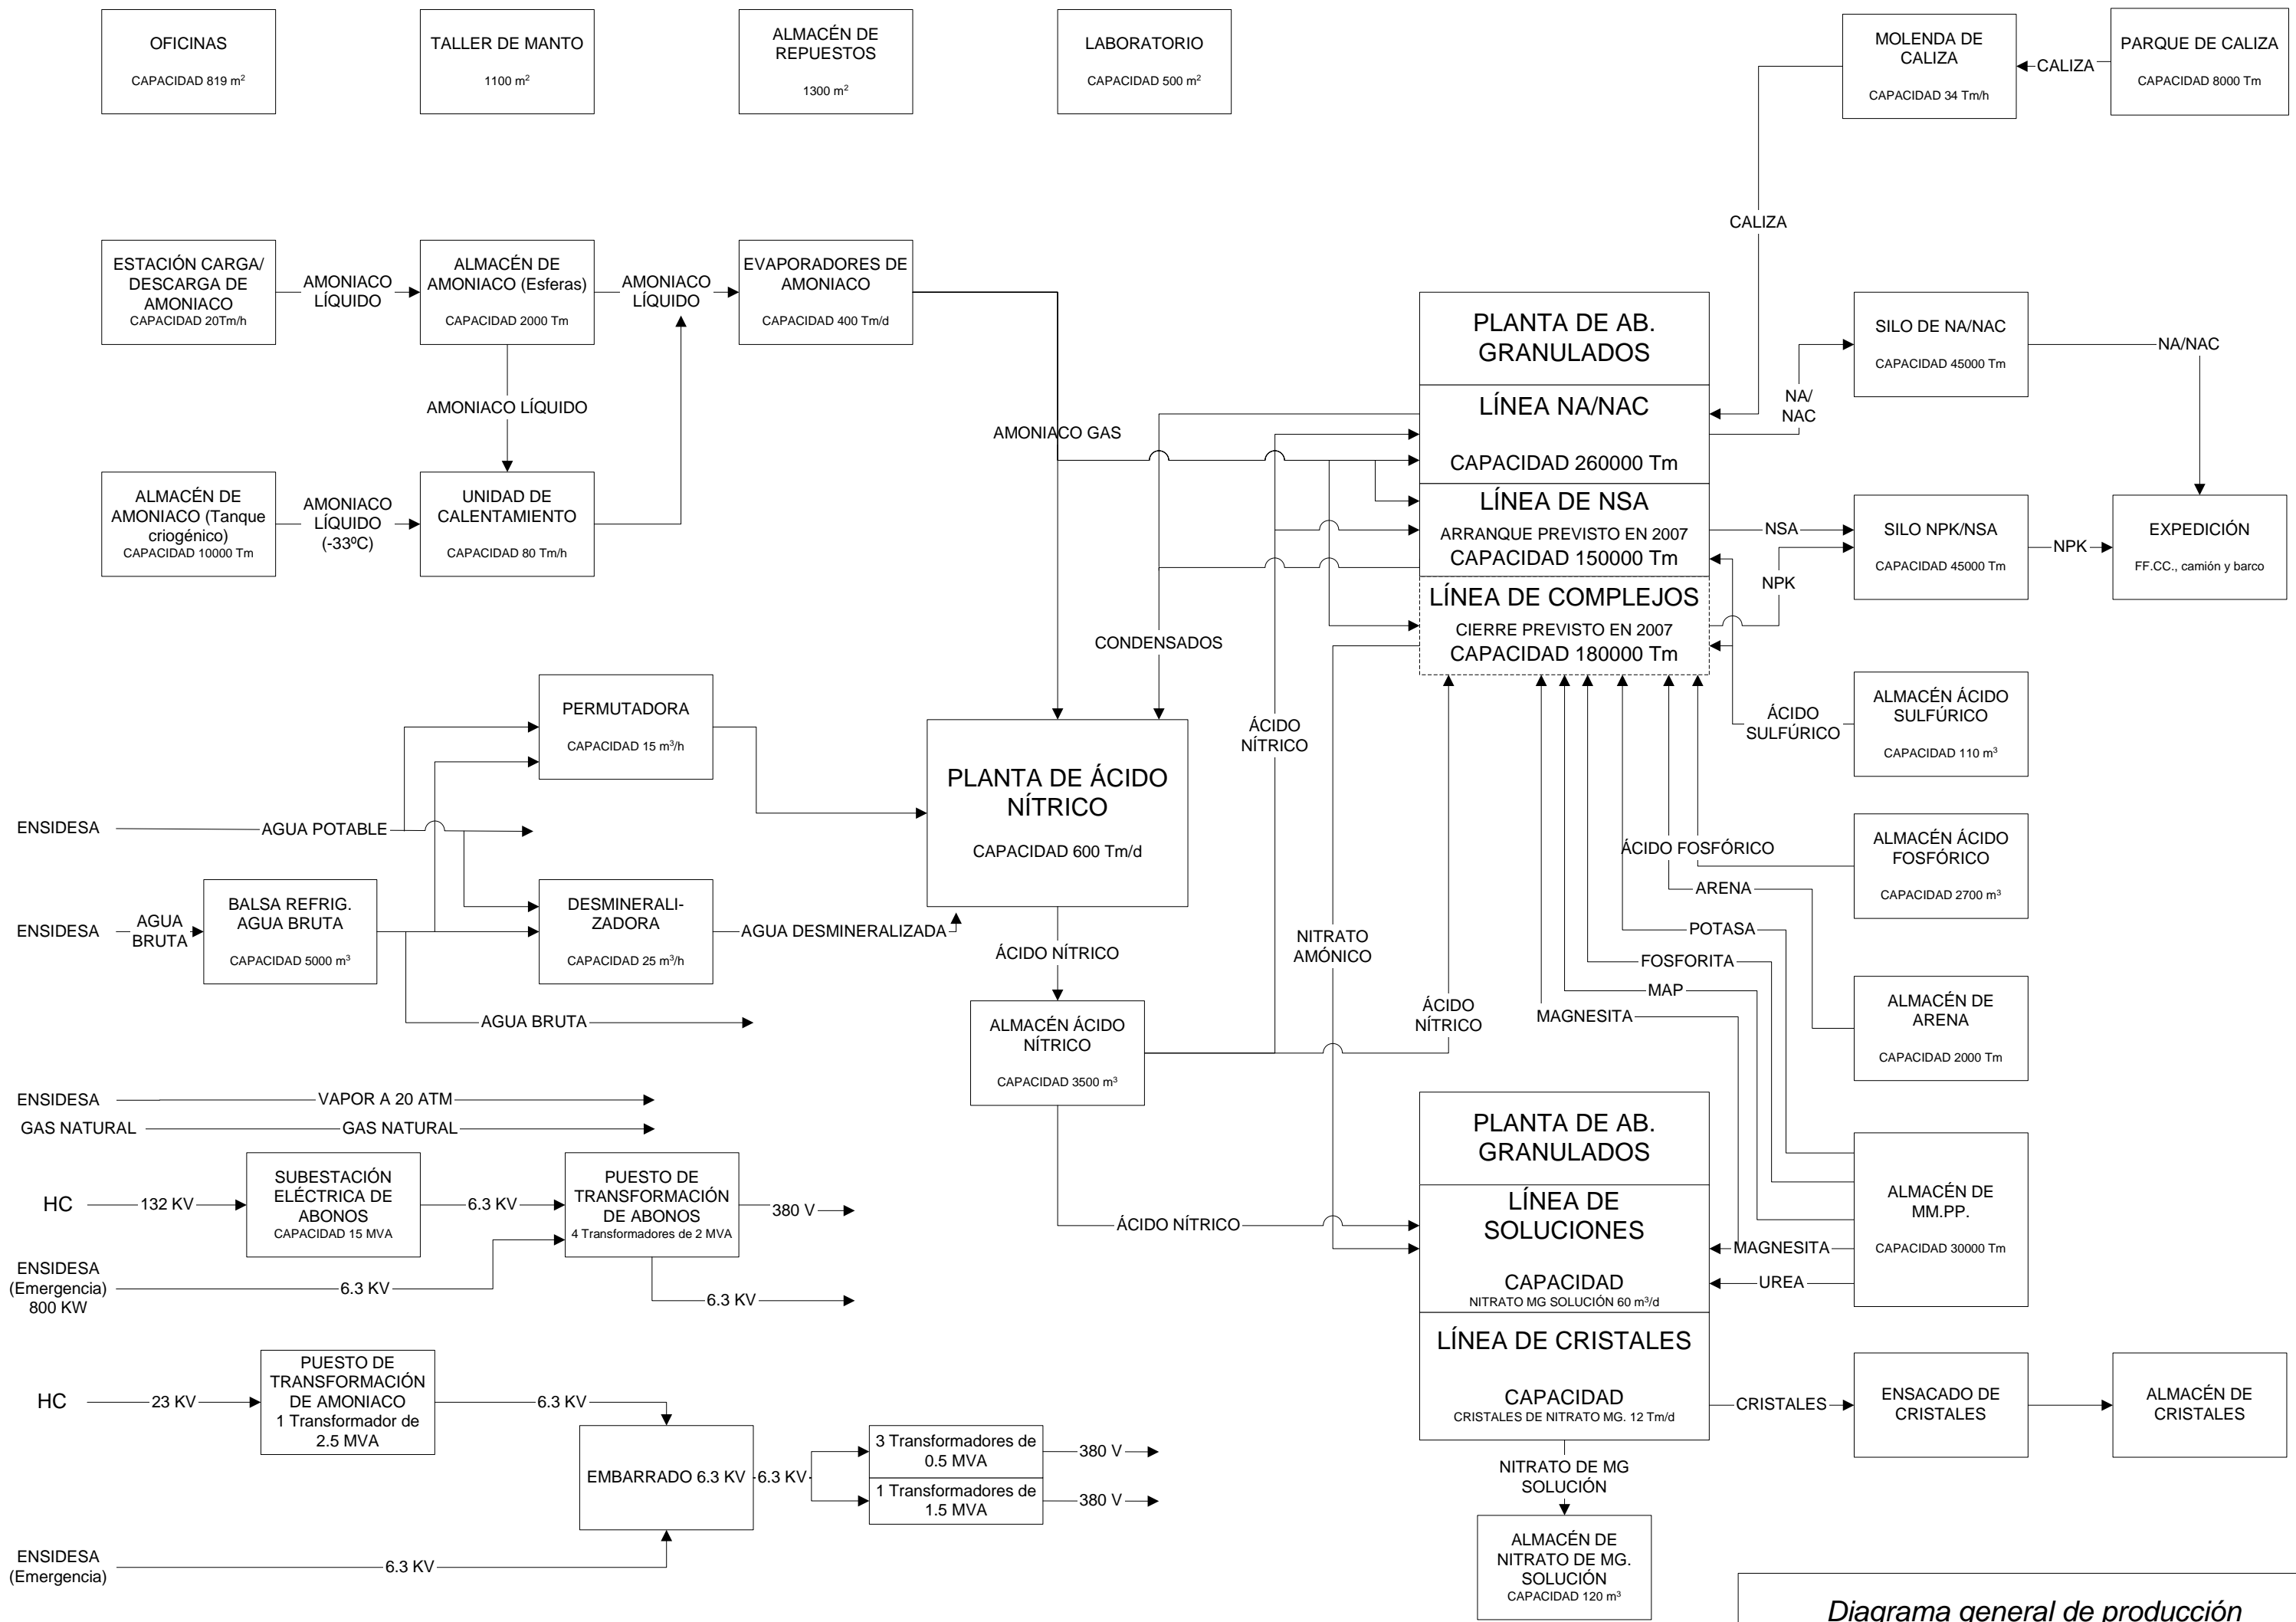 OFICINAS
CAPACIDAD 819 m²
TALLER DE MANTO
1100 m²
ALMACÉN DE
REPUESTOS
1300 m²
LABORATORIO
CAPACIDAD 500 m²
MOLENDA DE
CALIZA
CAPACIDAD 34 Tm/h
CALIZA
PARQUE DE CALIZA
CAPACIDAD 8000 Tm
CALIZA
ESTACIÓN CARGA/
DESCARGA DE
AMONIACO
CAPACIDAD 20Tm/h
AMONIACO
LÍQUIDO
ALMACÉN DE
AMONIACO (Esferas)
CAPACIDAD 2000 Tm
AMONIACO
LÍQUIDO
EVAPORADORES DE
AMONIACO
CAPACIDAD 400 Tm/d
AMONIACO LÍQUIDO
AMONIACO GAS
ALMACÉN DE
AMONIACO (Tanque
criogénico)
CAPACIDAD 10000 Tm
AMONIACO
LÍQUIDO
(-33ºC)
UNIDAD DE
CALENTAMIENTO
CAPACIDAD 80 Tm/h
PLANTA DE AB.
GRANULADOS
LÍNEA NA/NAC
CAPACIDAD 260000 Tm
LÍNEA DE NSA
ARRANQUE PREVISTO EN 2007
CAPACIDAD 150000 Tm
LÍNEA DE COMPLEJOS
CIERRE PREVISTO EN 2007
CAPACIDAD 180000 Tm
NA/
NAC
SILO DE NA/NAC
CAPACIDAD 45000 Tm
NA/NAC
NSA
NPK
SILO NPK/NSA
CAPACIDAD 45000 Tm
NPK
EXPEDICIÓN
FF.CC., camión y barco
CONDENSADOS
PERMUTADORA
CAPACIDAD 15 m³/h
ENSIDESA
AGUA POTABLE
ENSIDESA
AGUA
BRUTA
BALSA REFRIG.
AGUA BRUTA
CAPACIDAD 5000 m³
DESMINERALI-
ZADORA
CAPACIDAD 25 m³/h
AGUA DESMINERALIZADA
AGUA BRUTA
PLANTA DE ÁCIDO
NÍTRICO
CAPACIDAD 600 Tm/d
ÁCIDO NÍTRICO
ALMACÉN ÁCIDO
NÍTRICO
CAPACIDAD 3500 m³
ÁCIDO
NÍTRICO
NITRATO
AMÓNICO
ÁCIDO
NÍTRICO
ÁCIDO
SULFÚRICO
ALMACÉN ÁCIDO
SULFÚRICO
CAPACIDAD 110 m³
ÁCIDO FOSFÓRICO
ALMACÉN ÁCIDO
FOSFÓRICO
CAPACIDAD 2700 m³
ARENA
POTASA
FOSFORITA
MAP
MAGNESITA
ALMACÉN DE
ARENA
CAPACIDAD 2000 Tm
ENSIDESA
VAPOR A 20 ATM
GAS NATURAL
GAS NATURAL
HC
132 KV
SUBESTACIÓN
ELÉCTRICA DE
ABONOS
CAPACIDAD 15 MVA
6.3 KV
PUESTO DE
TRANSFORMACIÓN
DE ABONOS
4 Transformadores de 2 MVA
380 V
ENSIDESA
(Emergencia)
800 KW
6.3 KV
6.3 KV
ÁCIDO NÍTRICO
PLANTA DE AB.
GRANULADOS
LÍNEA DE
SOLUCIONES
CAPACIDAD
NITRATO MG SOLUCIÓN 60 m³/d
LÍNEA DE CRISTALES
CAPACIDAD
CRISTALES DE NITRATO MG. 12 Tm/d
MAGNESITA
UREA
ALMACÉN DE
MM.PP.
CAPACIDAD 30000 Tm
HC
23 KV
PUESTO DE
TRANSFORMACIÓN
DE AMONIACO
1 Transformador de
2.5 MVA
6.3 KV
EMBARRADO 6.3 KV
6.3 KV
3 Transformadores de
0.5 MVA
380 V
1 Transformadores de
1.5 MVA
380 V
ENSIDESA
(Emergencia)
6.3 KV
CRISTALES
ENSACADO DE
CRISTALES
ALMACÉN DE
CRISTALES
NITRATO DE MG
SOLUCIÓN
ALMACÉN DE
NITRATO DE MG.
SOLUCIÓN
CAPACIDAD 120 m³
Diagrama general de producción